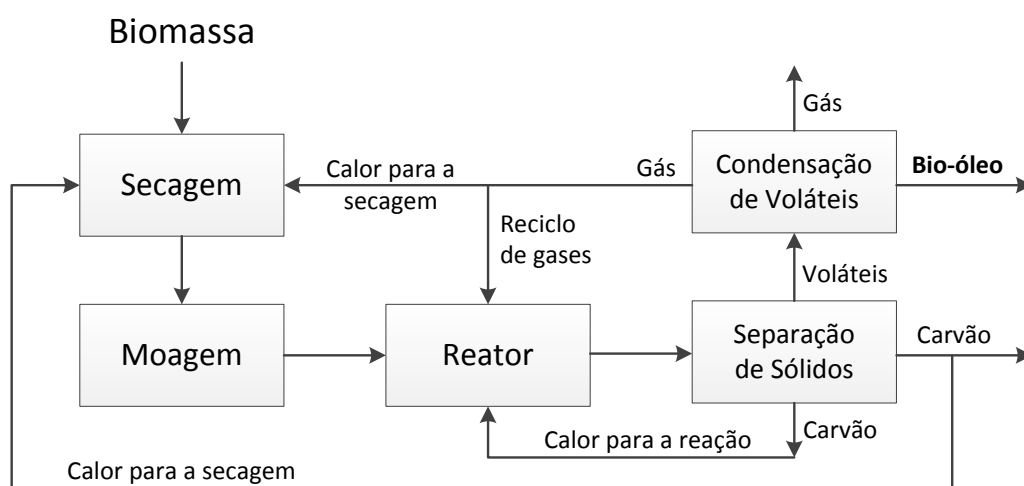 Biomassa
Gás
Secagem
Calor para a
secagem
Gás
Condensação
de Voláteis
Bio-óleo
Reciclo
de gases
Voláteis
Moagem
Reator
Separação
de Sólidos
Carvão
Calor para a reação
Carvão
Calor para a secagem